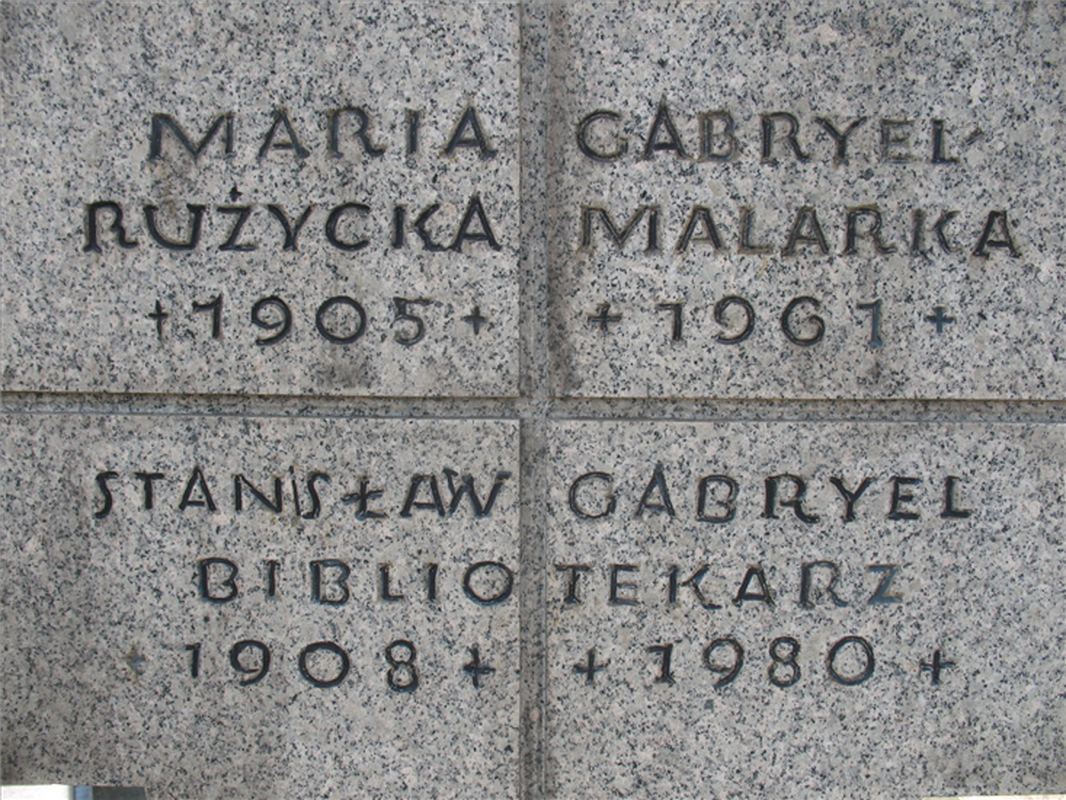 MARIA GABRYEL-
RUŻYCKA MALARKA
+1905+ +1961+
STANISŁAW GABRYEL
BIBLIOTEKARZ
+1908+ +1980+